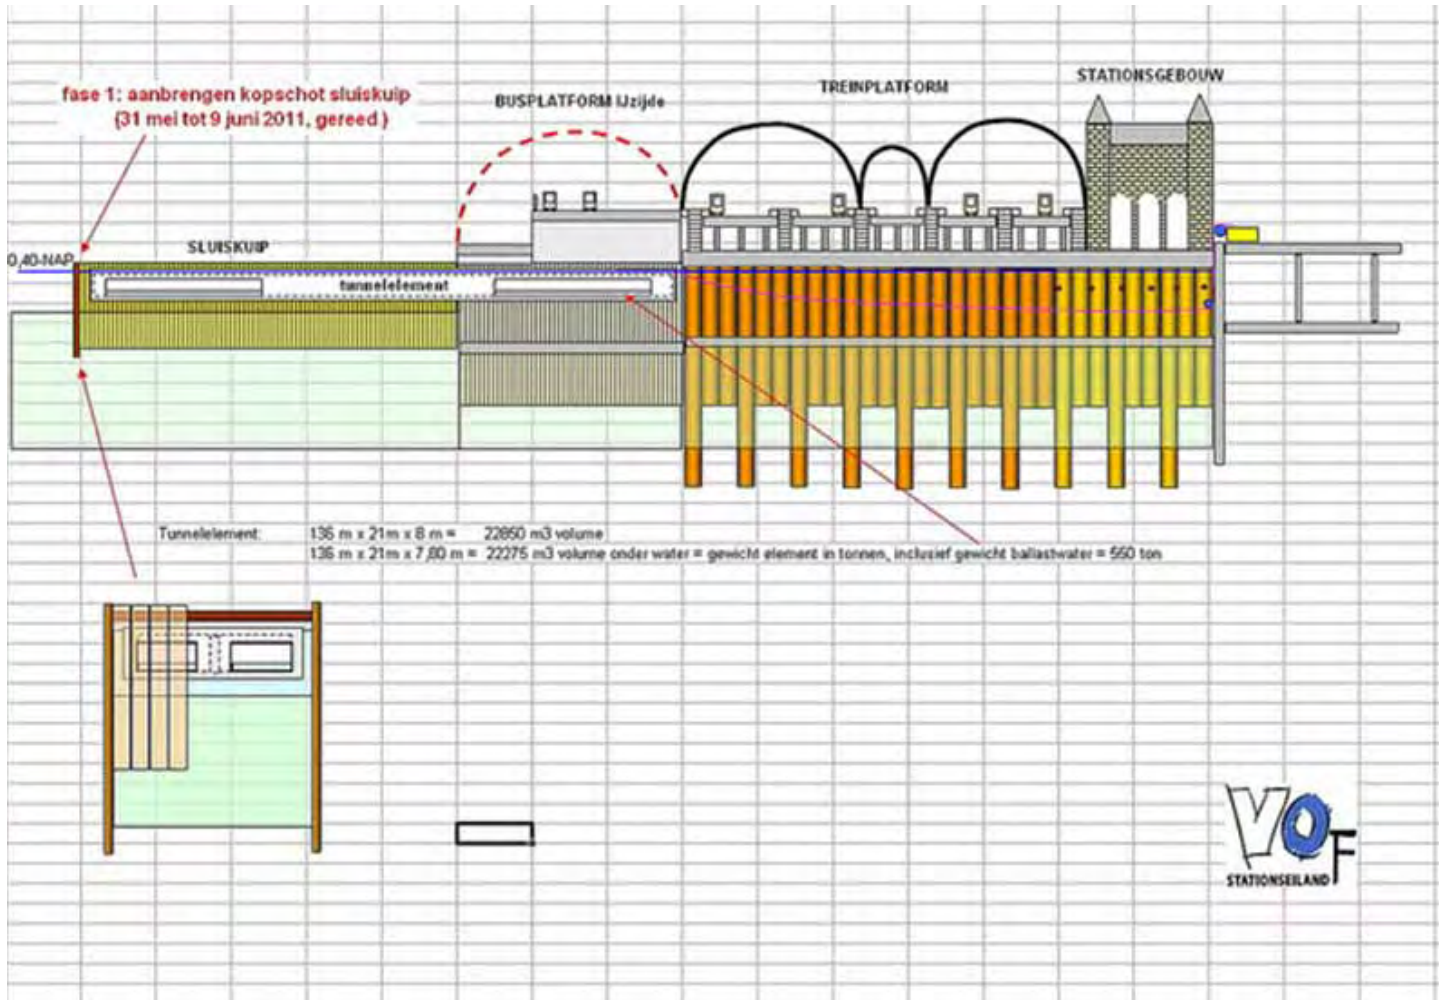 STATIONSGEBOUW
TREINPLATFORM
fase 1: aanbrengen kopschot sluiskuip
(31 mei tot 9 juni 2011, gereed )
BUSPLATFORM IJzijde
SLUISKUIP
0,40-NAP
tunnelelement
Tunnelelement: 136 m x 21m x 8 m = 22850 m3 volume
136 m x 21m x 7,80 m = 22275 m3 volume onder water = gewicht element in tonnen, inclusief gewicht ballastwater = 550 ton
VOF
STATIONSEILAND